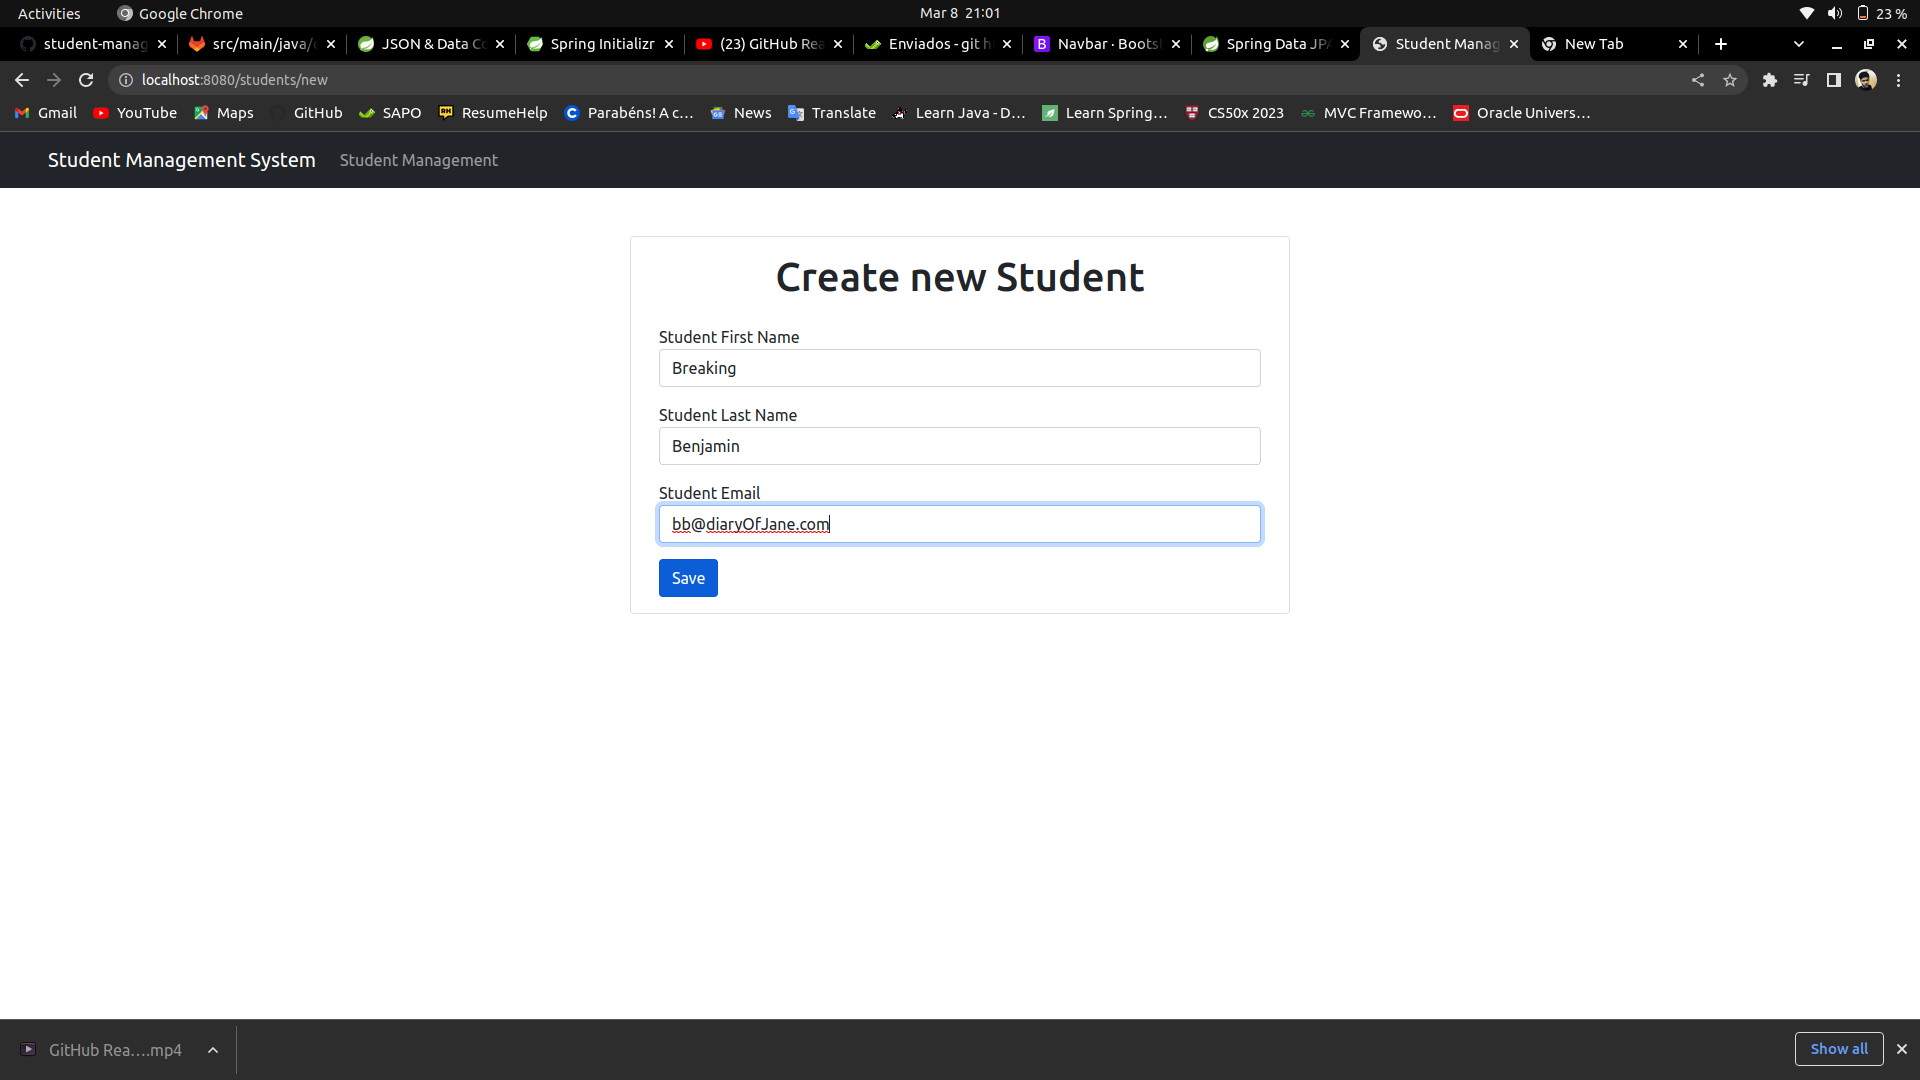 Activities Google Chrome Mar 8 21:01 23 %
student-manag src/main/java/ JSON & Data Co Spring Initializr (23) GitHub Rea Enviados - git h Navbar · Boots Spring Data JPA Student Manag New Tab
localhost:8080/students/new
Gmail YouTube Maps GitHub SAPO ResumeHelp Parabéns! A c... News Translate Learn Java - D... Learn Spring... CS50x 2023 MVC Framewo... Oracle Univers...
Student Management System Student Management
Create new Student
Student First Name
Breaking
Student Last Name
Benjamin
Student Email
bb@diaryOfJane.com
Save
GitHub Rea....mp4 Show all